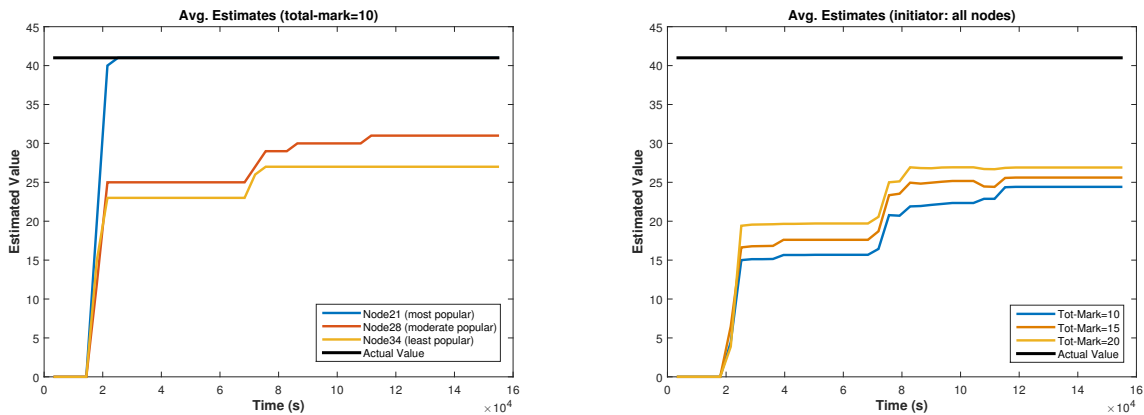 Avg. Estimates (total-mark=10)
45
40
35
30
25
20
15
10
5
0
Estimated Value
0 2 4 6 8 10 12 14 16
Time (s)
×10^4
Node21 (most popular)
Node28 (moderate popular)
Node34 (least popular)
Actual Value
Avg. Estimates (initiator: all nodes)
45
40
35
30
25
20
15
10
5
0
Estimated Value
0 2 4 6 8 10 12 14 16
Time (s)
×10^4
Tot-Mark=10
Tot-Mark=15
Tot-Mark=20
Actual Value